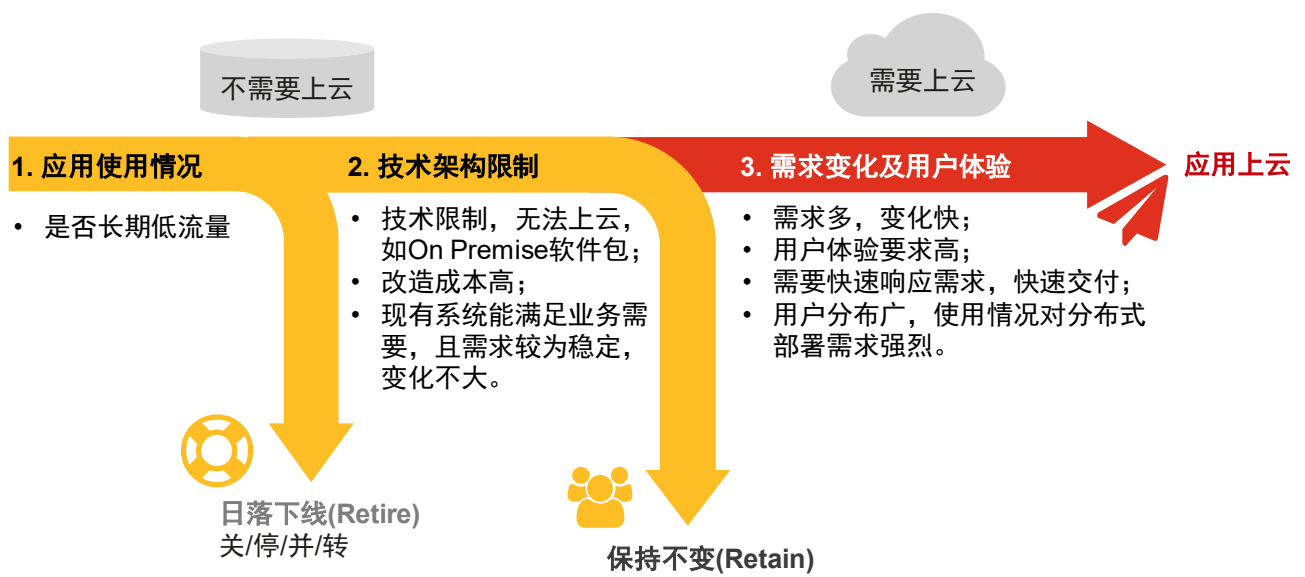 不需要上云
需要上云
1. 应用使用情况
2. 技术架构限制
3. 需求变化及用户体验
应用上云
• 是否长期低流量
• 技术限制，无法上云，
如On Premise软件包；
• 改造成本高；
• 现有系统能满足业务需
要，且需求较为稳定，
变化不大。
• 需求多，变化快；
• 用户体验要求高；
• 需要快速响应需求，快速交付；
• 用户分布广，使用情况对分布式
部署需求强烈。
日落下线(Retire)
关/停/并/转
保持不变(Retain)